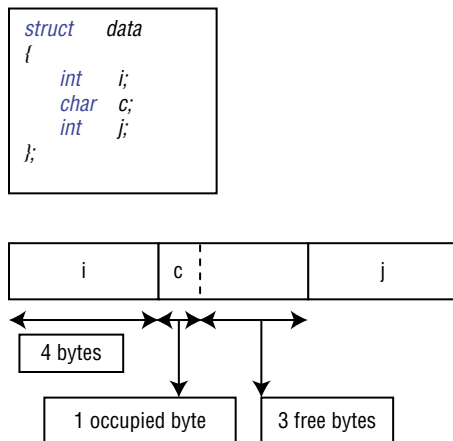 struct data
{
int i;
char c;
int j;
};
i c j
4 bytes
1 occupied byte 3 free bytes